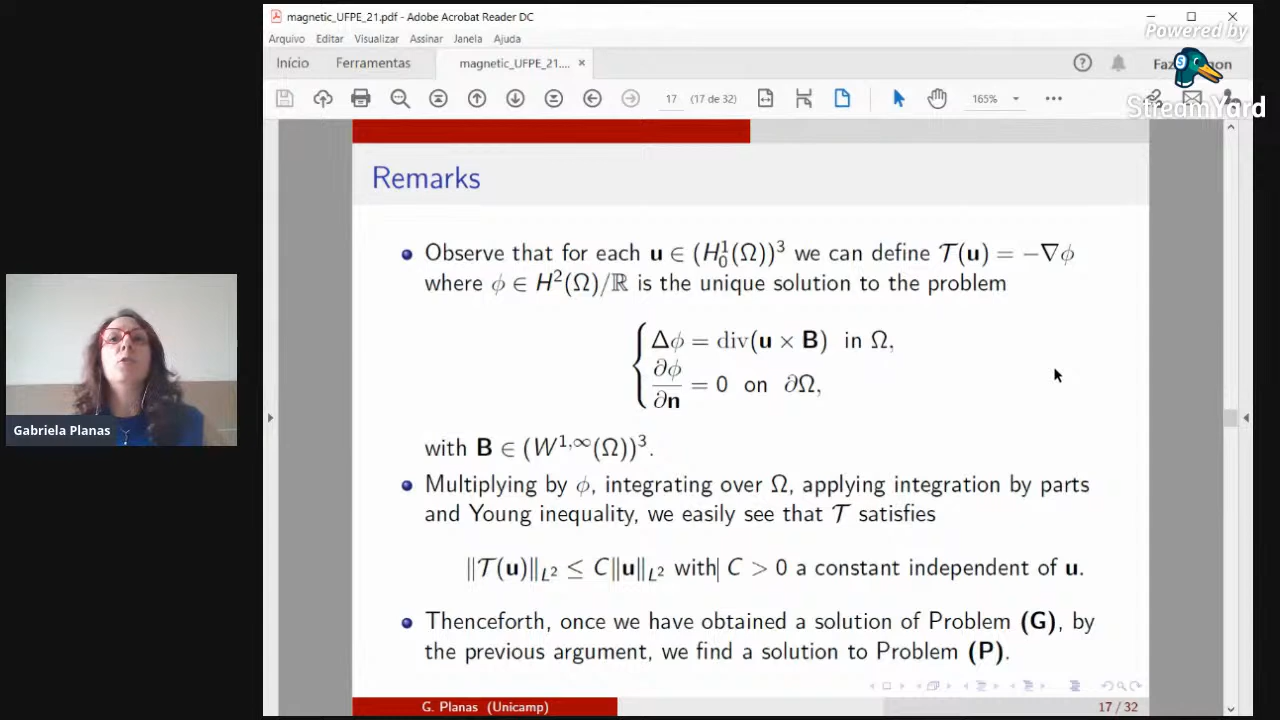 magnetic_UFPE_21.pdf - Adobe Acrobat Reader DC
Powered by
Arquivo Editar Visualizar Assinar Janela Ajuda
Início Ferramentas magnetic_UFPE_21.... ×
17 (17 de 32) 165%
StreamYard
Remarks
Observe that for each u ∈ (H₀¹(Ω))³ we can define 𝒯(u) = −∇ϕ
where ϕ ∈ H²(Ω)/ℝ is the unique solution to the problem
Δϕ = div(u × B) in Ω,
∂ϕ/∂n = 0 on ∂Ω,
with B ∈ (W^{1,∞}(Ω))³.
Multiplying by ϕ, integrating over Ω, applying integration by parts
and Young inequality, we easily see that 𝒯 satisfies
‖𝒯(u)‖_{L²} ≤ C‖u‖_{L²} with C > 0 a constant independent of u.
Thenceforth, once we have obtained a solution of Problem (G), by
the previous argument, we find a solution to Problem (P).
G. Planas (Unicamp)
17 / 32
Gabriela Planas